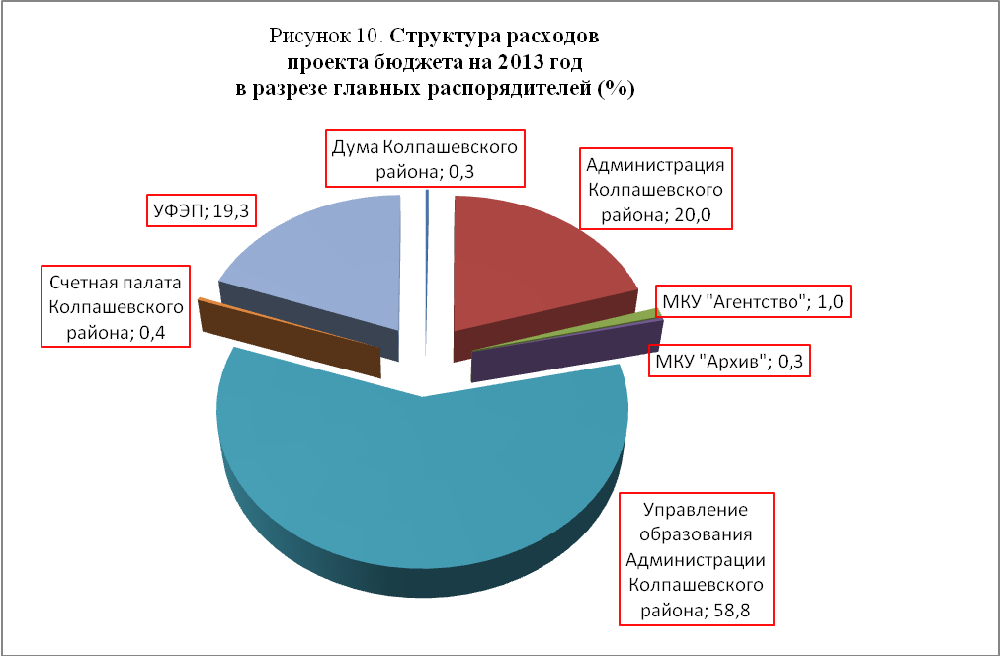 Рисунок 10. Структура расходов
проекта бюджета на 2013 год
в разрезе главных распорядителей (%)
Дума Колпашевского
района; 0,3
Администрация
Колпашевского
района; 20,0
УФЭП; 19,3
Счетная палата
Колпашевского
района; 0,4
МКУ "Агентство"; 1,0
МКУ "Архив"; 0,3
Управление
образования
Администрации
Колпашевского
района; 58,8